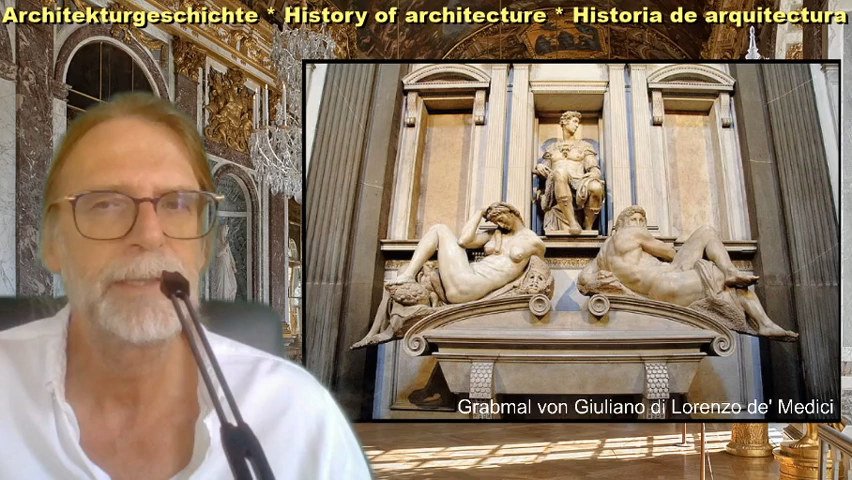 Architekturgeschichte * History of architecture * Historia de arquitectura
Grabmal von Giuliano di Lorenzo de' Medici